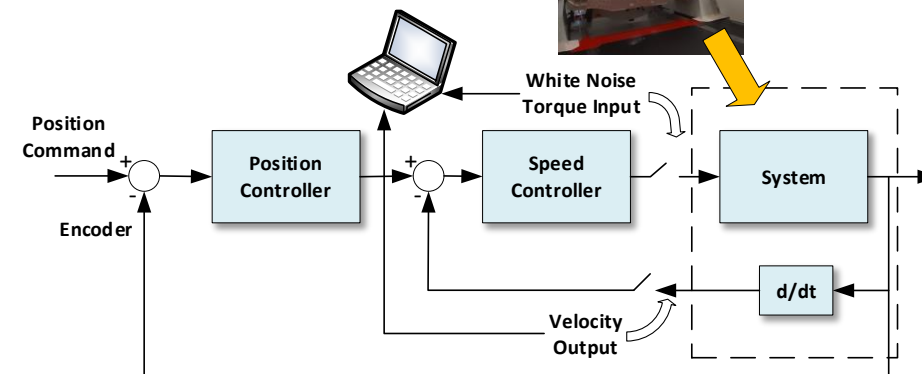 White Noise
Torque Input
Position
Command
+
-
Encoder
Position
Controller
+
-
Speed
Controller
System
d/dt
Velocity
Output